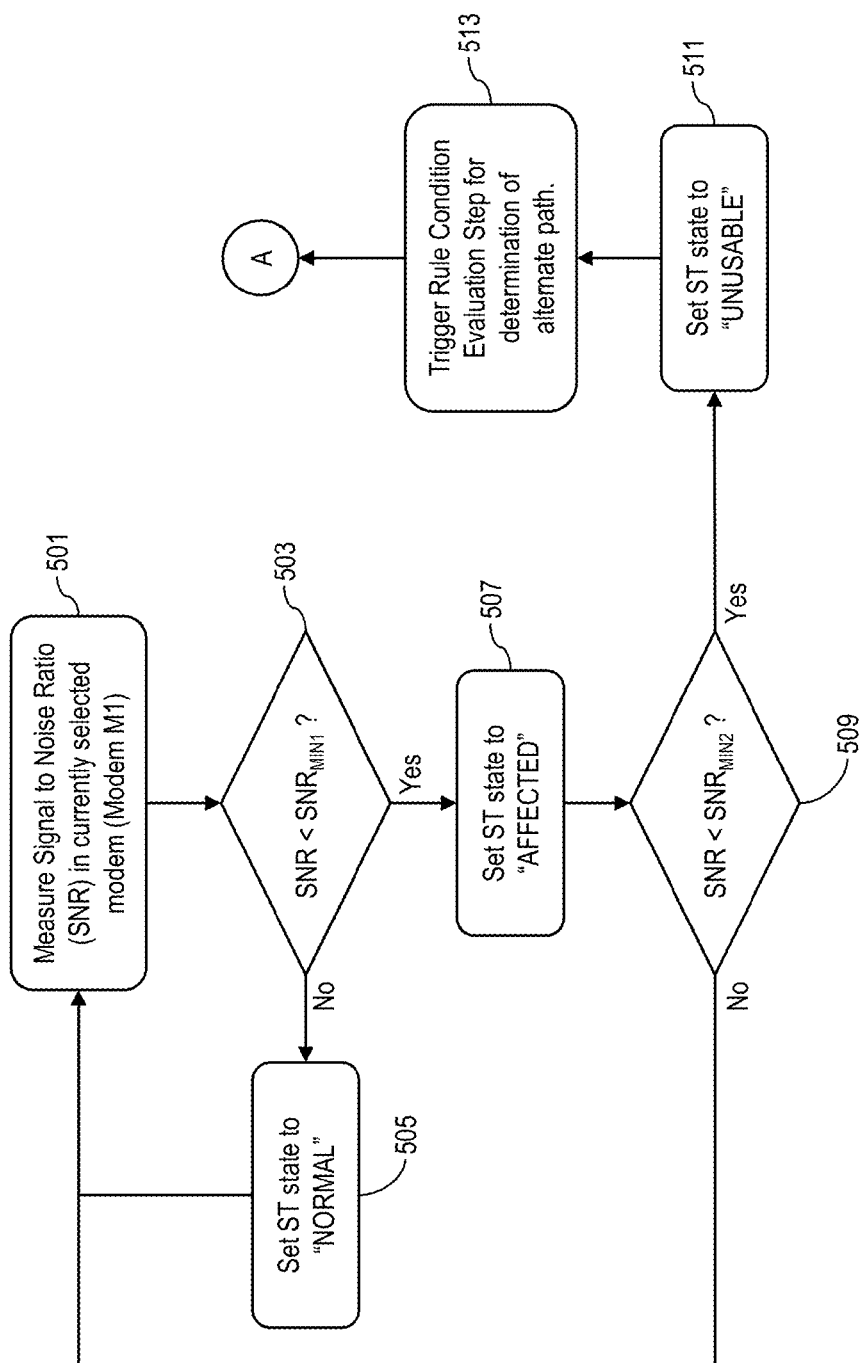 Measure Signal to Noise Ratio
(SNR) in currently selected
modem (Modem M1)
501
SNR < SNRMIN1 ?
503
No
Yes
Set ST state to
“NORMAL”
505
Set ST state to
“AFFECTED”
507
SNR < SNRMIN2 ?
509
No
Yes
Set ST state to
“UNUSABLE”
511
Trigger Rule Condition
Evaluation Step for
determination of
alternate path.
513
A